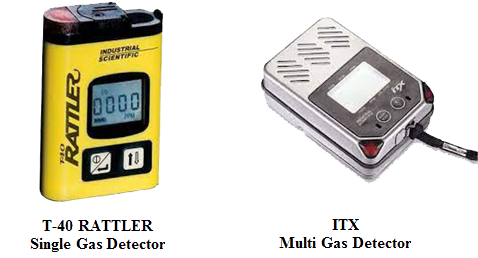 INDUSTRIAL
SCIENTIFIC
0000
PPM
T-40 RATTLER
ITX
T-40 RATTLER
Single Gas Detector
ITX
Multi Gas Detector